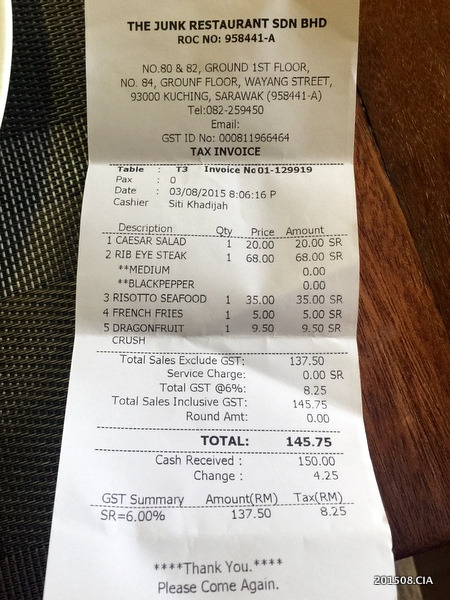 THE JUNK RESTAURANT SDN BHD
ROC NO: 958441-A
NO.80 & 82, GROUND 1ST FLOOR,
NO. 84, GROUNF FLOOR, WAYANG STREET,
93000 KUCHING, SARAWAK (958441-A)
Tel:082-259450
Email:
GST ID No: 000811966464
TAX INVOICE
Table : T3 Invoice No01-129919
Pax : 0
Date : 03/08/2015 8:06:16 P
Cashier Siti Khadijah
Description Qty Price Amount
1 CAESAR SALAD 1 20.00 20.00 SR
2 RIB EYE STEAK 1 68.00 68.00 SR
**MEDIUM 0.00
**BLACKPEPPER 0.00
3 RISOTTO SEAFOOD 1 35.00 35.00 SR
4 FRENCH FRIES 1 5.00 5.00 SR
5 DRAGONFRUIT 1 9.50 9.50 SR
CRUSH
Total Sales Exclude GST: 137.50
Service Charge: 0.00 SR
Total GST @6%: 8.25
Total Sales Inclusive GST: 145.75
Round Amt: 0.00
TOTAL: 145.75
Cash Received : 150.00
Change : 4.25
GST Summary Amount(RM) Tax(RM)
SR=6.00% 137.50 8.25
****Thank You.****
Please Come Again.
201508.CIA